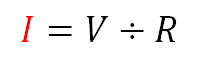 I = V ÷ R